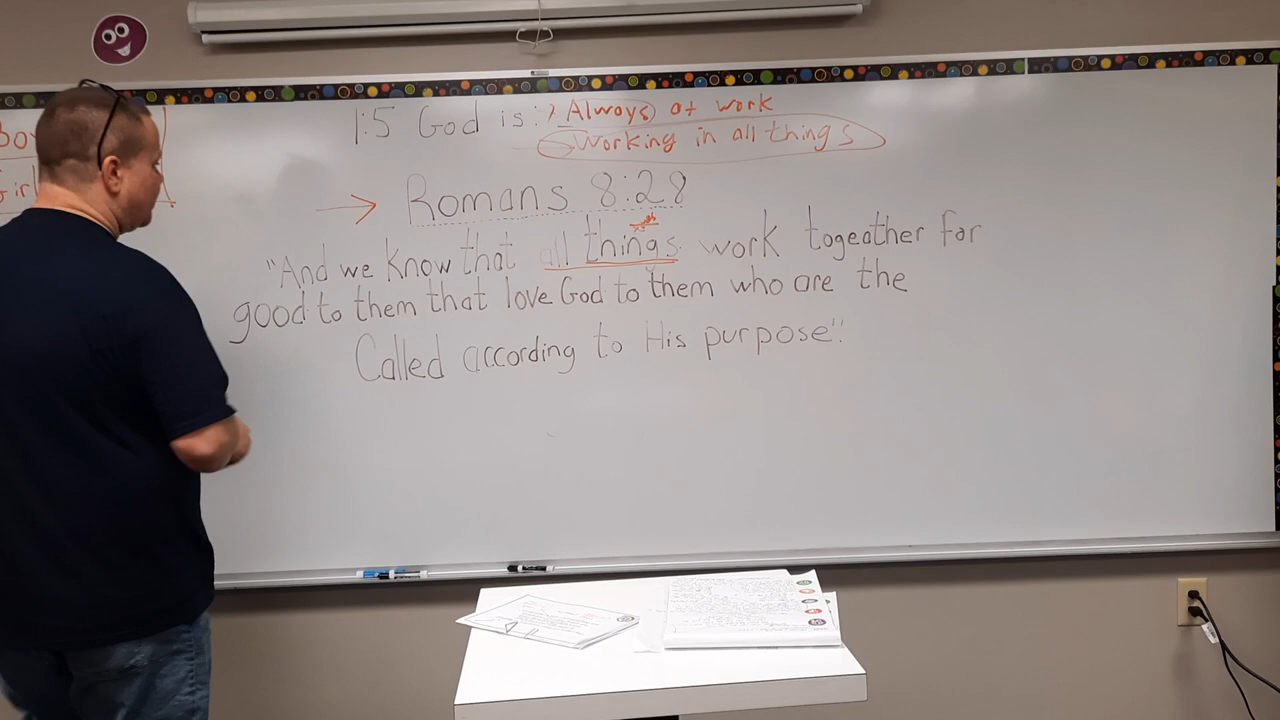 Bo
Girl
1:5 God is: Always at work
Working in all things
Romans 8:28
"And we know that all things work togeather for
good to them that love God to them who are the
Called according to His purpose"